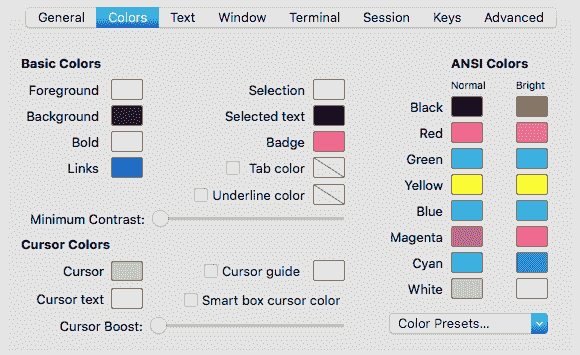 General Colors Text Window Terminal Session Keys Advanced
Basic Colors
Foreground
Background
Bold
Links
Selection
Selected text
Badge
Tab color
Underline color
Minimum Contrast:
Cursor Colors
Cursor
Cursor text
Cursor guide
Smart box cursor color
Cursor Boost:
ANSI Colors
Normal Bright
Black
Red
Green
Yellow
Blue
Magenta
Cyan
White
Color Presets...